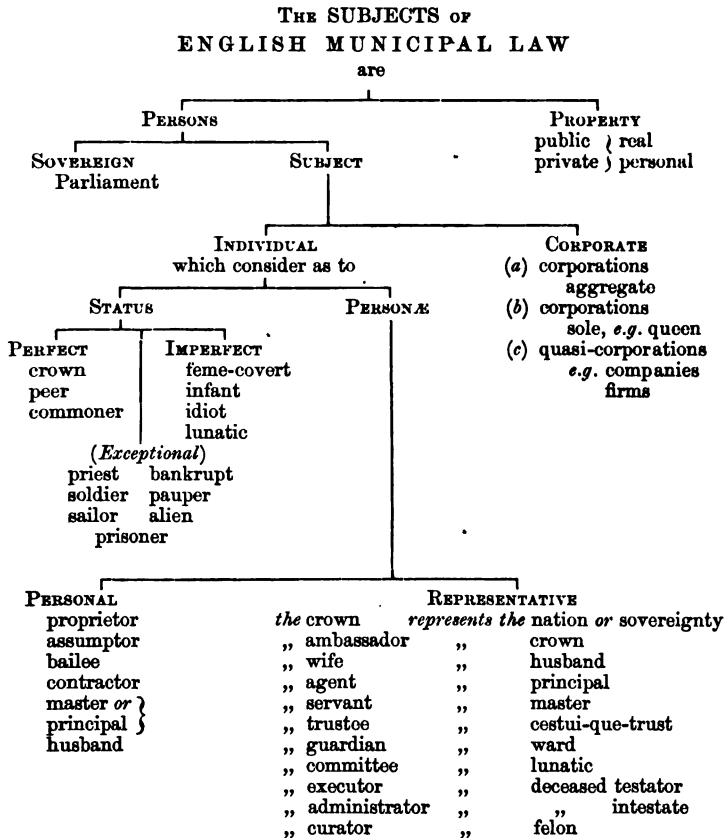 THE SUBJECTS OF
ENGLISH MUNICIPAL LAW
are
PERSONS
PROPERTY
public } real
private } personal
SOVEREIGN
Parliament
SUBJECT
INDIVIDUAL
which consider as to
CORPORATE
(a) corporations
aggregate
(b) corporations
sole, e.g. queen
(c) quasi-corporations
e.g. companies
firms
STATUS
PERSONÆ
PERFECT
crown
peer
commoner
IMPERFECT
feme-covert
infant
idiot
lunatic
(Exceptional)
priest bankrupt
soldier pauper
sailor alien
prisoner
PERSONAL
proprietor
assumptor
bailee
contractor
master or }
principal }
husband
REPRESENTATIVE
the crown represents the nation or sovereignty
„ ambassador „ crown
„ wife „ husband
„ agent „ principal
„ servant „ master
„ trustee „ cestui-que-trust
„ guardian „ ward
„ committee „ lunatic
„ executor „ deceased testator
„ administrator „ „ intestate
„ curator „ felon